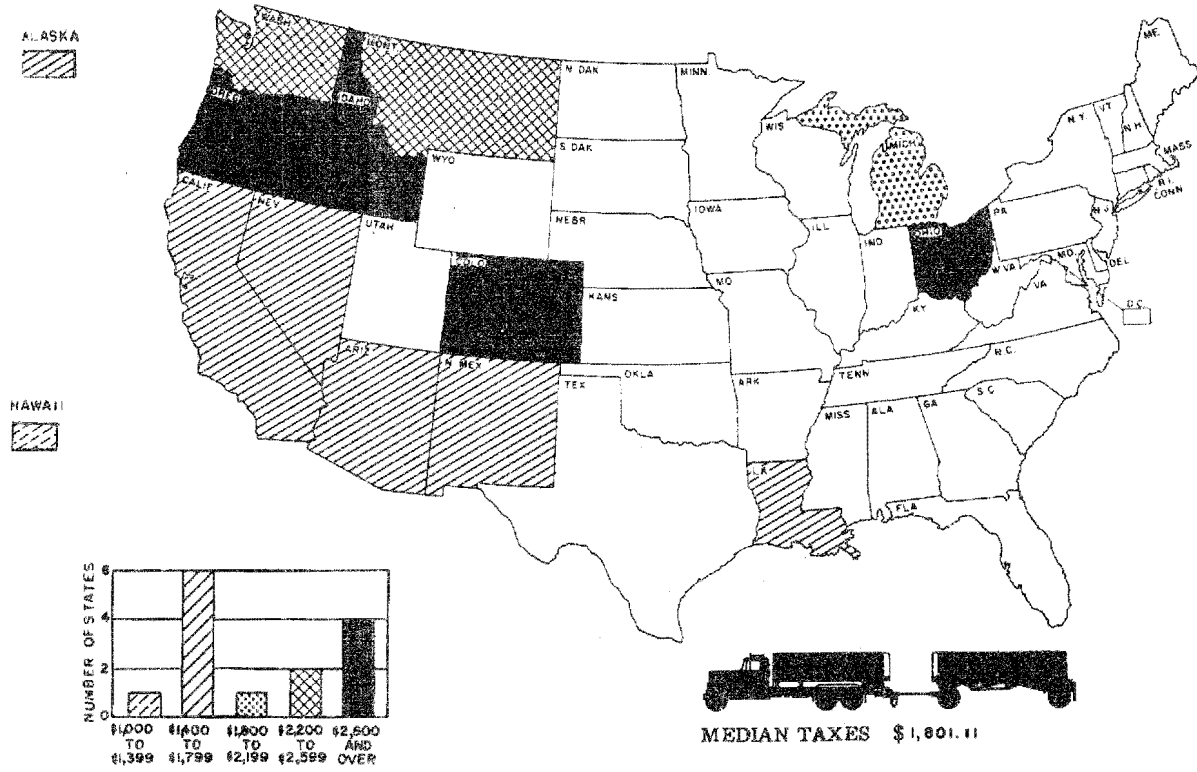 ALASKA
HAWAII
WASH
MONT
OREG
IDAHO
N DAK
MINN.
S. DAK
WYO
CALIF
NEV
UTAH
NEBR
COLO
KANS
ARIZ
N MEX
TEX
OKLA
IOWA
MO
ARK
LA
WIS
MICH
ILL
IND
OHIO
KY
TENN
MISS
ALA
GA
FLA
S C
N.C.
VA
W VA
MD.
DEL
D.C.
PA
N.J.
N.Y.
VT
N.H.
ME.
MASS
R.I.
CONN
NUMBER OF STATES
6
4
2
0
$1,000 TO $1,399
$1,400 TO $1,799
$1,800 TO $2,199
$2,200 TO $2,599
$2,600 AND OVER
MEDIAN TAXES $1,801.11